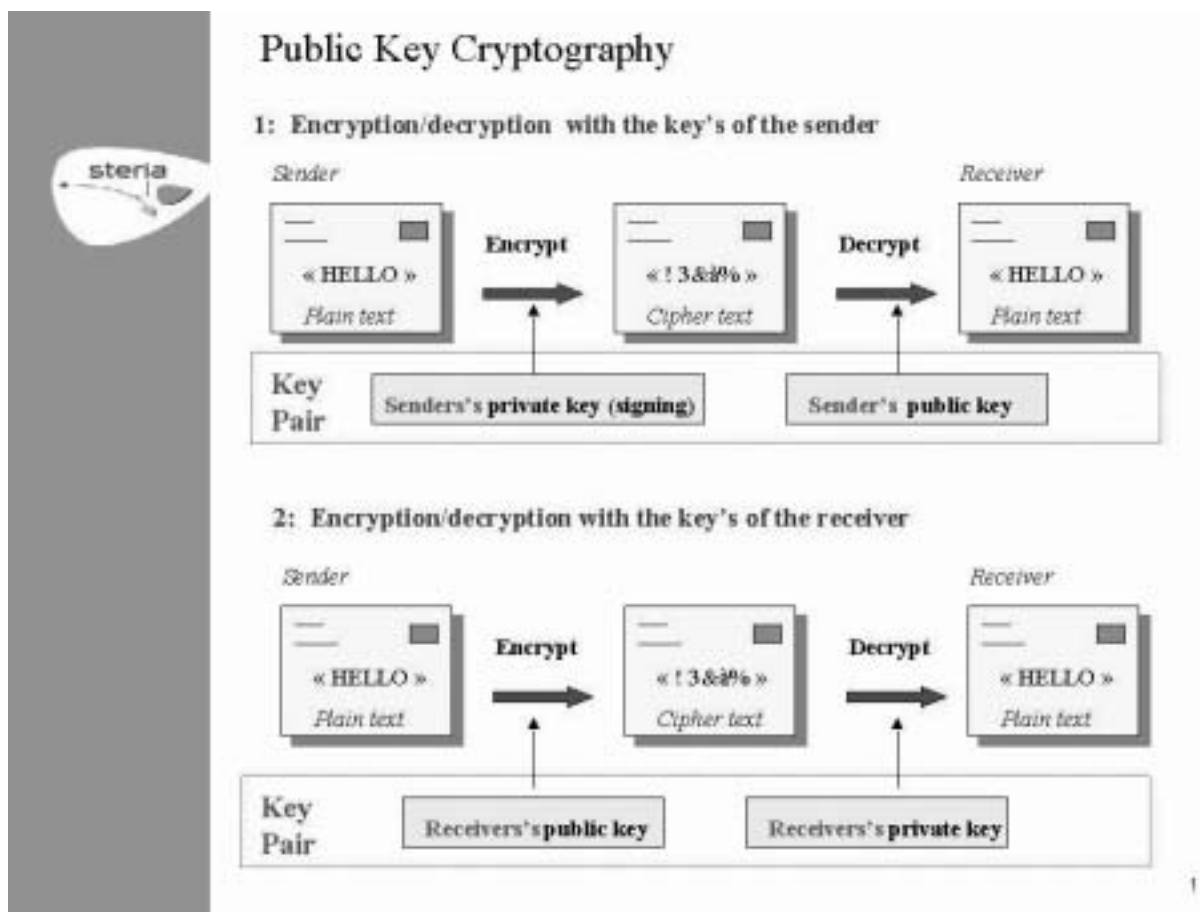 Public Key Cryptography
1: Encryption/decryption with the key's of the sender
steria
Sender
Receiver
Encrypt
Decrypt
« HELLO »
« ! 3&à% »
« HELLO »
Plain text
Cipher text
Plain text
Key
Pair
Senders's private key (signing)
Sender's public key
2: Encryption/decryption with the key's of the receiver
Sender
Receiver
Encrypt
Decrypt
« HELLO »
« ! 3&à% »
« HELLO »
Plain text
Cipher text
Plain text
Key
Pair
Receivers's public key
Receivers's private key
1